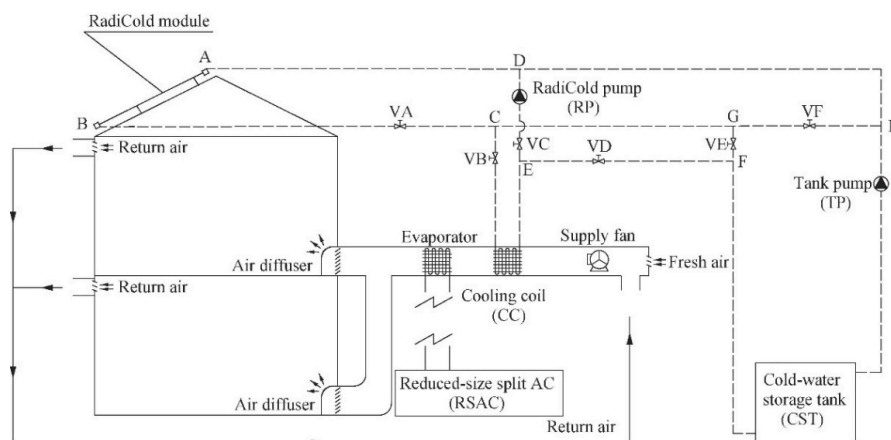 RadiCold module
A
D
RadiCold pump
(RP)
B
VA
C
G
VF
VC
VD
VE
VB
E
F
Return air
Tank pump
(TP)
Evaporator
Supply fan
Air diffuser
Fresh air
Return air
Cooling coil
(CC)
Reduced-size split AC
(RSAC)
Cold-water
storage tank
(CST)
Air diffuser
Return air